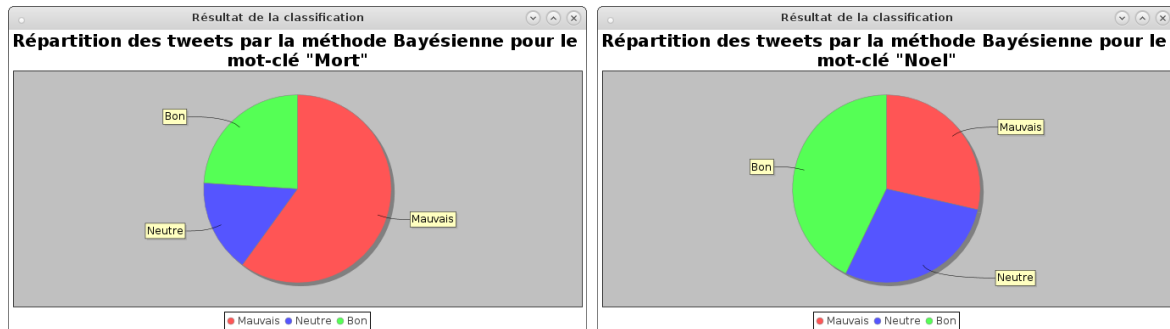 Résultat de la classification
Répartition des tweets par la méthode Bayésienne pour le
mot-clé "Mort"
Bon
Neutre
Mauvais
Mauvais Neutre Bon
Résultat de la classification
Répartition des tweets par la méthode Bayésienne pour le
mot-clé "Noel"
Mauvais
Bon
Neutre
Mauvais Neutre Bon